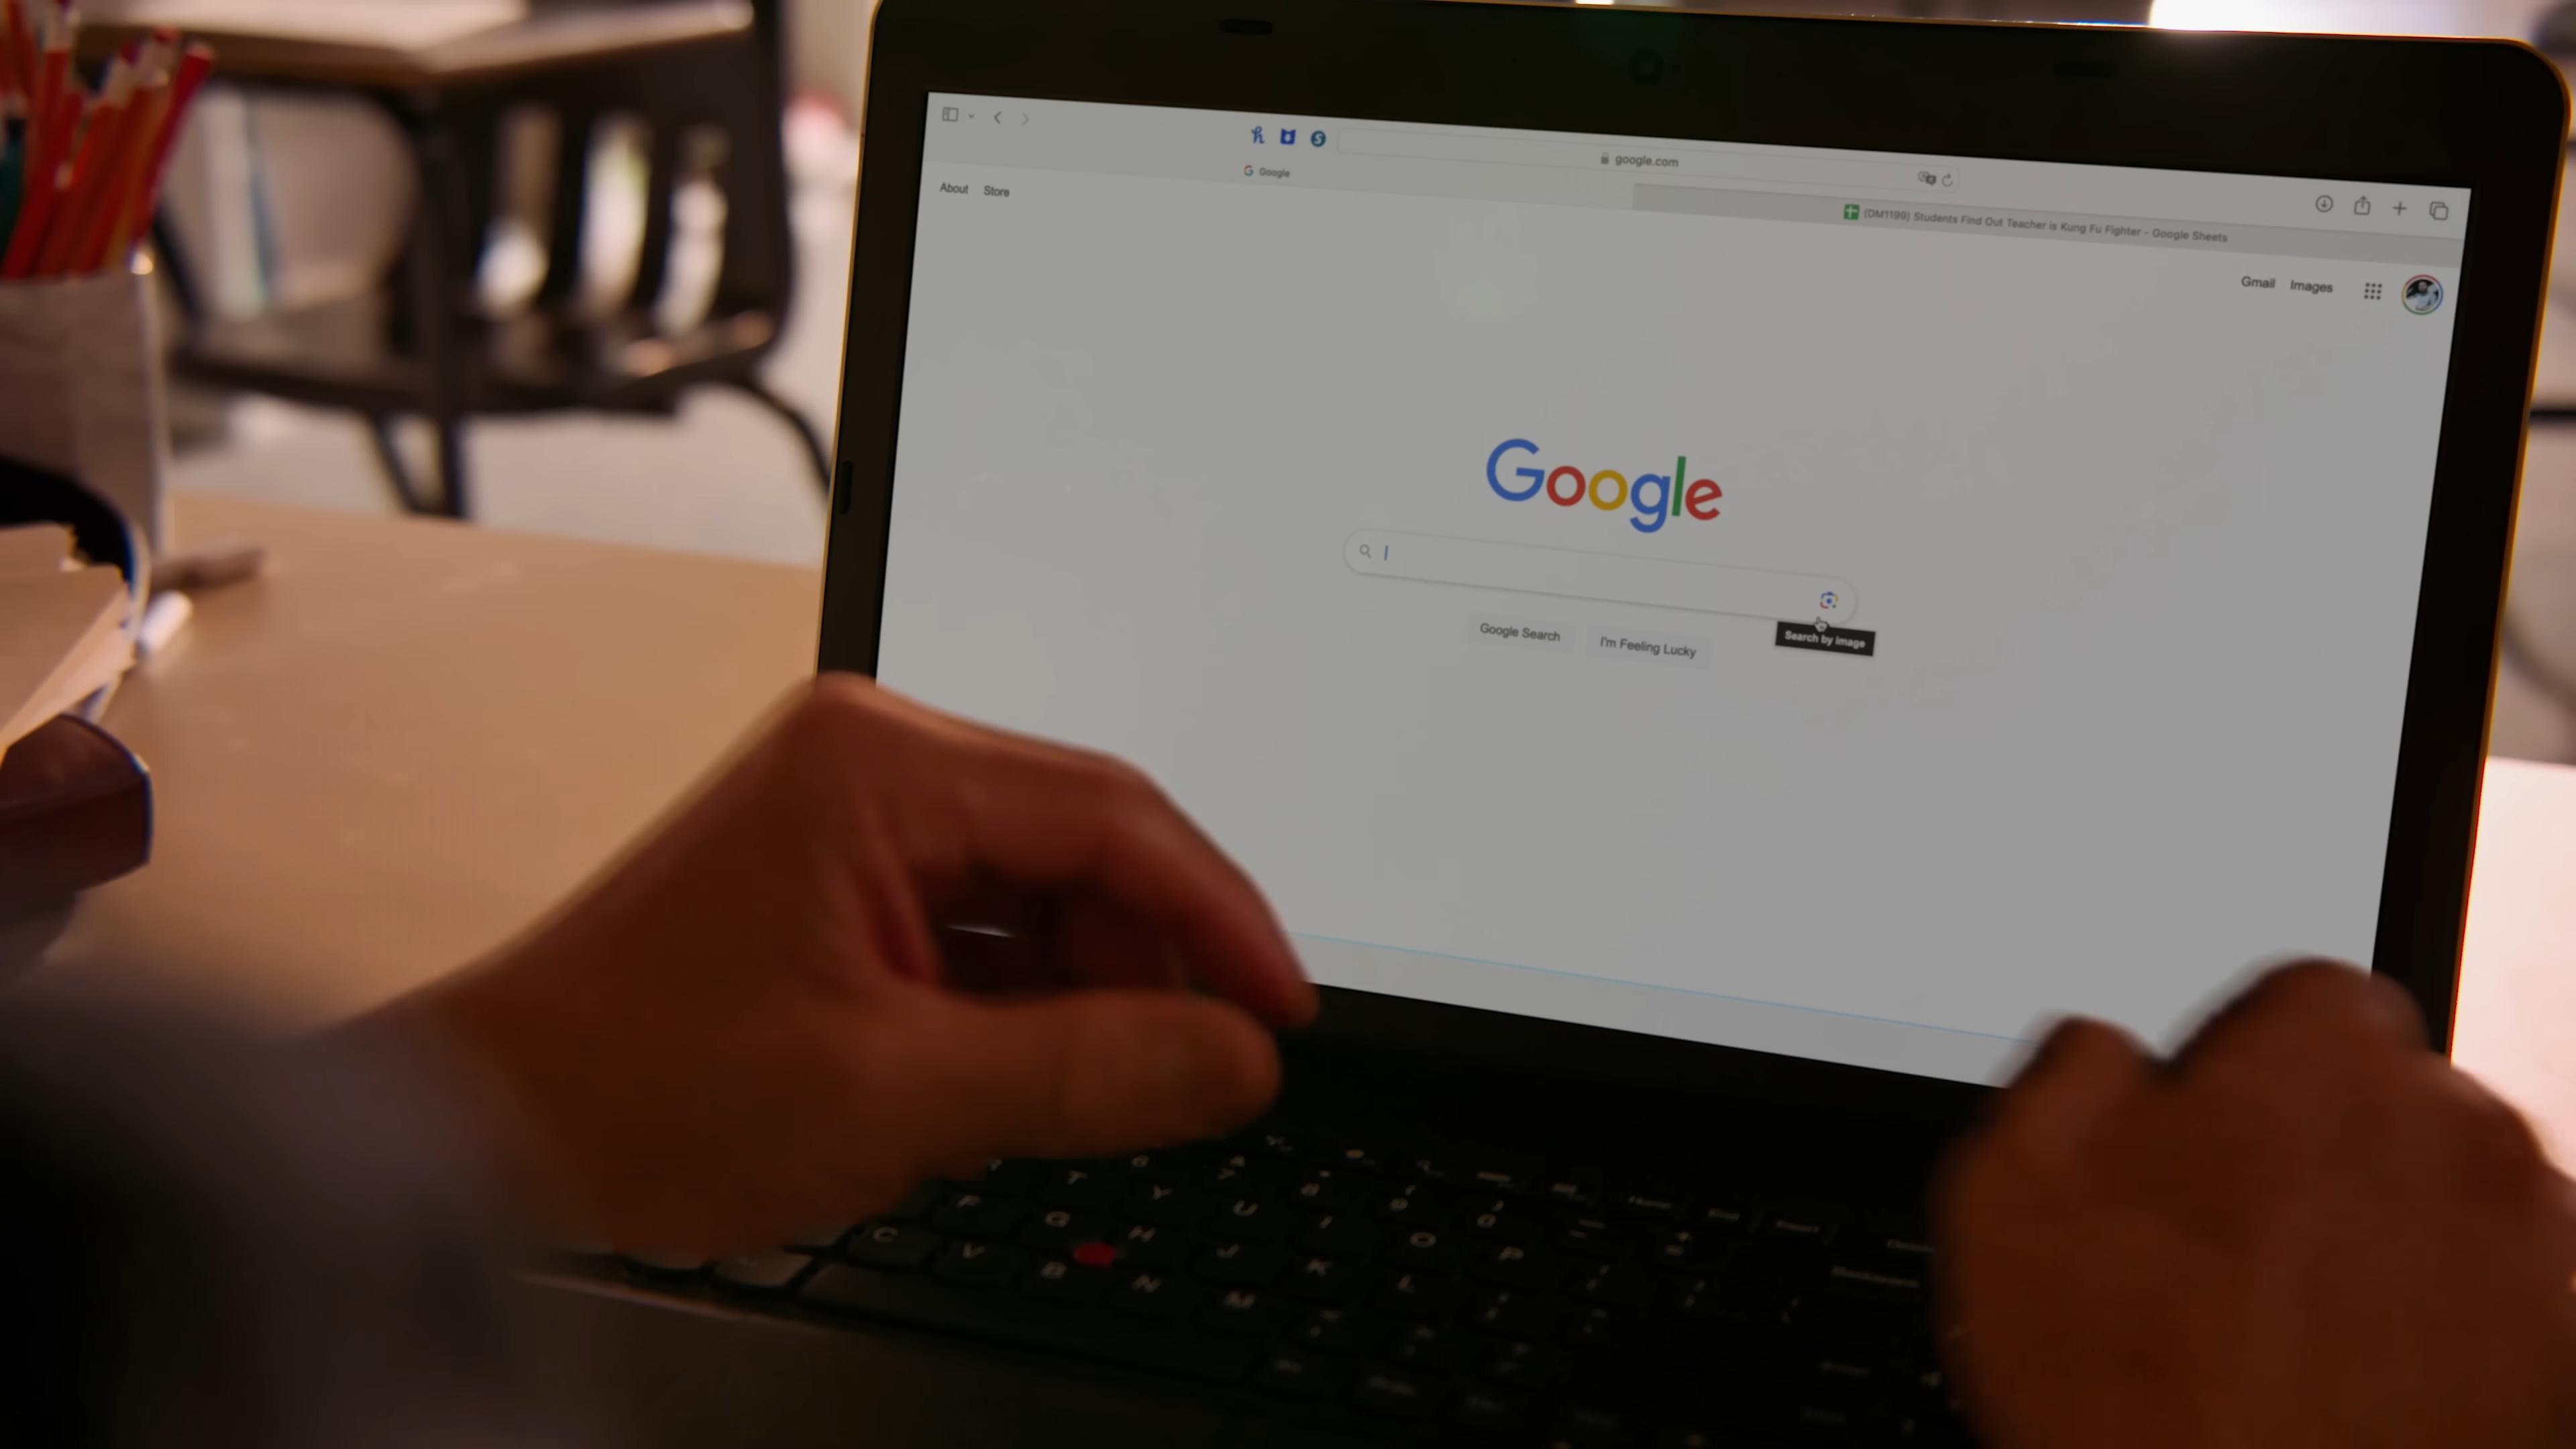 google.com
Google
(DM1199) Students Find Out Teacher is Kung Fu Fighter - Google Sheets
About Store
Gmail Images
Google
Google Search I'm Feeling Lucky
Search by image
T Y U I O P
F G H J K L
C V B N M